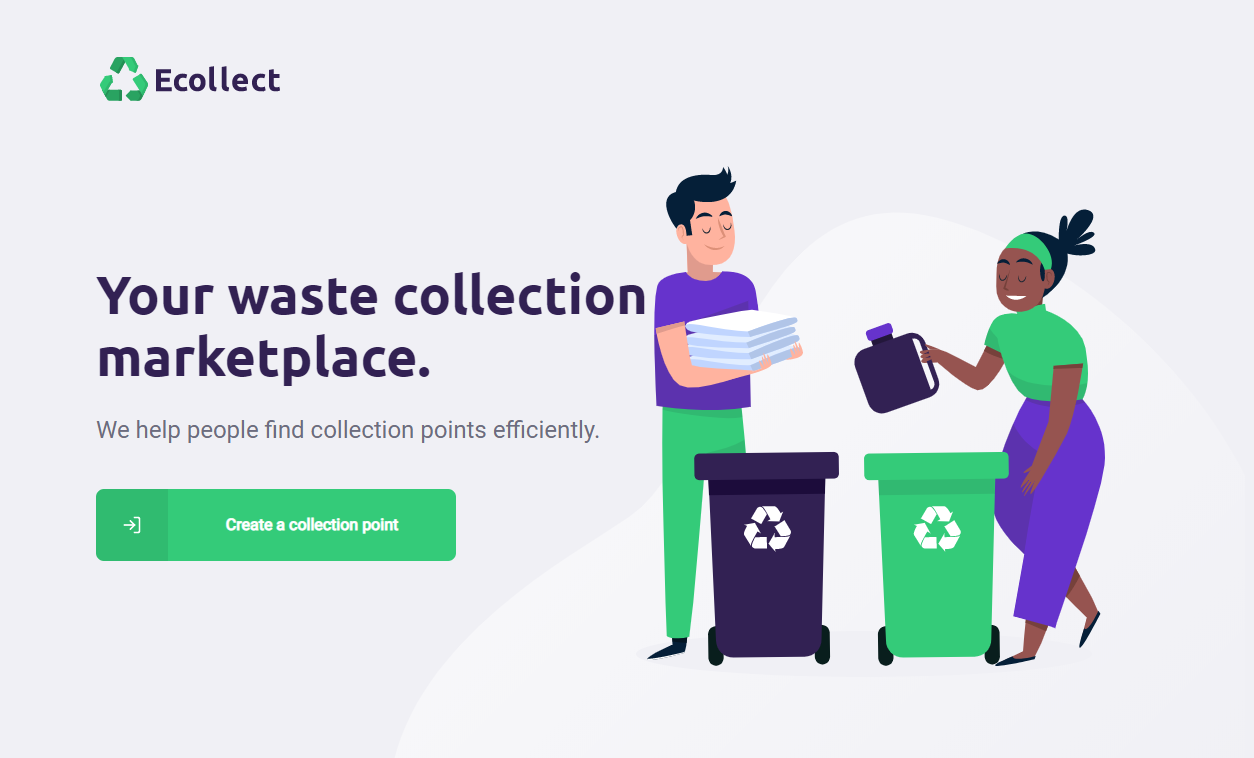 Ecollect
Your waste collection
marketplace.
We help people find collection points efficiently.
Create a collection point